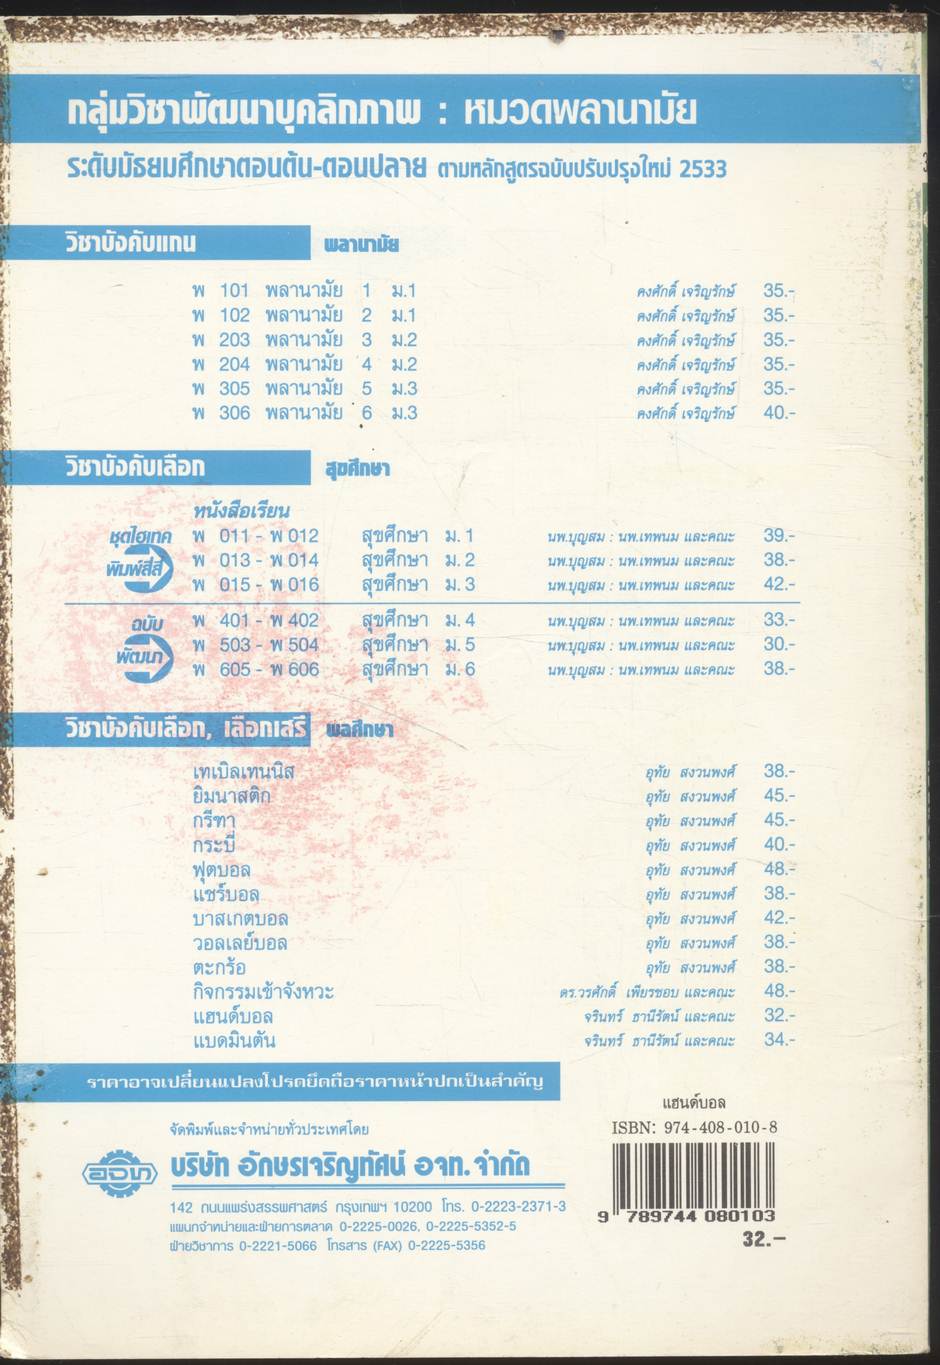 กลุ่มวิชาพัฒนาบุคลิกภาพ : หมวดพลานามัย
ระดับมัธยมศึกษาตอนต้น-ตอนปลาย ตามหลักสูตรฉบับปรับปรุงใหม่ 2533
วิชาบังคับแกน พลานามัย
พ 101 พลานามัย 1 ม.1 คงศักดิ์ เจริญรักษ์ 35.-
พ 102 พลานามัย 2 ม.1 คงศักดิ์ เจริญรักษ์ 35.-
พ 203 พลานามัย 3 ม.2 คงศักดิ์ เจริญรักษ์ 35.-
พ 204 พลานามัย 4 ม.2 คงศักดิ์ เจริญรักษ์ 35.-
พ 305 พลานามัย 5 ม.3 คงศักดิ์ เจริญรักษ์ 35.-
พ 306 พลานามัย 6 ม.3 คงศักดิ์ เจริญรักษ์ 40.-
วิชาบังคับเลือก สุขศึกษา
หนังสือเรียน
ชุดไฮเทค พ 011 - พ 012 สุขศึกษา ม. 1 นพ.บุญสม : นพ.เทพนม และคณะ 39.-
พิมพ์สี่สี พ 013 - พ 014 สุขศึกษา ม. 2 นพ.บุญสม : นพ.เทพนม และคณะ 38.-
พ 015 - พ 016 สุขศึกษา ม. 3 นพ.บุญสม : นพ.เทพนม และคณะ 42.-
ฉบับ พ 401 - พ 402 สุขศึกษา ม. 4 นพ.บุญสม : นพ.เทพนม และคณะ 33.-
พัฒนา พ 503 - พ 504 สุขศึกษา ม. 5 นพ.บุญสม : นพ.เทพนม และคณะ 30.-
พ 605 - พ 606 สุขศึกษา ม. 6 นพ.บุญสม : นพ.เทพนม และคณะ 38.-
วิชาบังคับเลือก, เลือกเสรี พลศึกษา
เทเบิลเทนนิส อุทัย สงวนพงศ์ 38.-
ยิมนาสติก อุทัย สงวนพงศ์ 45.-
กรีฑา อุทัย สงวนพงศ์ 45.-
กระบี่ อุทัย สงวนพงศ์ 40.-
ฟุตบอล อุทัย สงวนพงศ์ 48.-
แชร์บอล อุทัย สงวนพงศ์ 38.-
บาสเกตบอล อุทัย สงวนพงศ์ 42.-
วอลเลย์บอล อุทัย สงวนพงศ์ 38.-
ตะกร้อ อุทัย สงวนพงศ์ 38.-
กิจกรรมเข้าจังหวะ ดร.วรศักดิ์ เพียรชอบ และคณะ 48.-
แฮนด์บอล จรินทร์ ธานีรัตน์ และคณะ 32.-
แบดมินตัน จรินทร์ ธานีรัตน์ และคณะ 34.-
ราคาอาจเปลี่ยนแปลงโปรดยึดถือราคาหน้าปกเป็นสำคัญ
จัดพิมพ์และจำหน่ายทั่วประเทศโดย
อจท บริษัท อักษรเจริญทัศน์ อจท. จำกัด
142 ถนนแพร่งสรรพศาสตร์ กรุงเทพฯ 10200 โทร. 0-2223-2371-3
แผนกจำหน่ายและฝ่ายการตลาด 0-2225-0026, 0-2225-5352-5
ฝ่ายวิชาการ 0-2221-5066 โทรสาร (FAX) 0-2225-5356
แฮนด์บอล
ISBN: 974-408-010-8
9 789744 080103
32.-